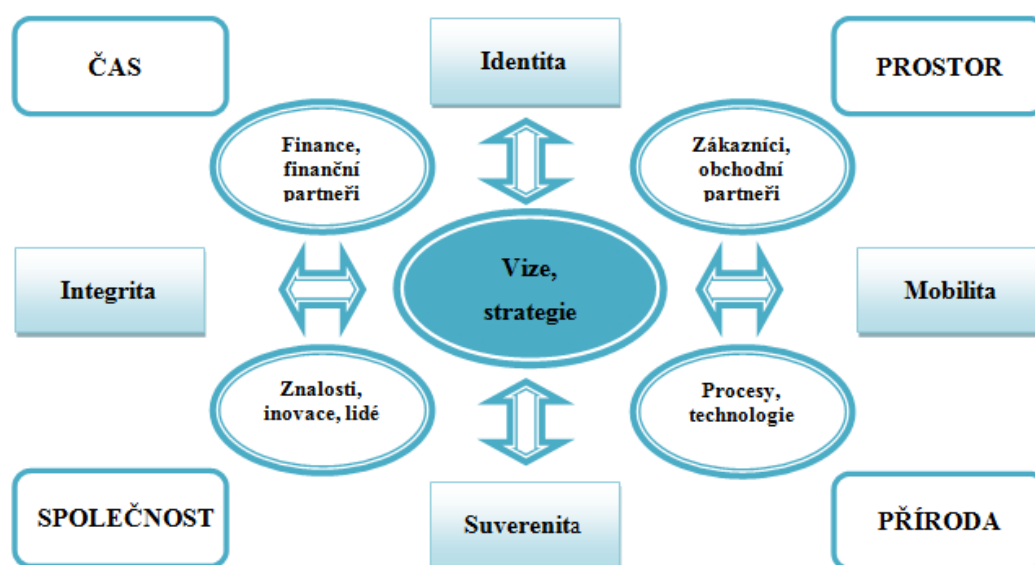 ČAS
Identita
PROSTOR
Finance,
finanční
partneři
Zákazníci,
obchodní
partneři
Integrita
Vize,
strategie
Mobilita
Znalosti,
inovace, lidé
Procesy,
technologie
SPOLEČNOST
Suverenita
PŘÍRODA